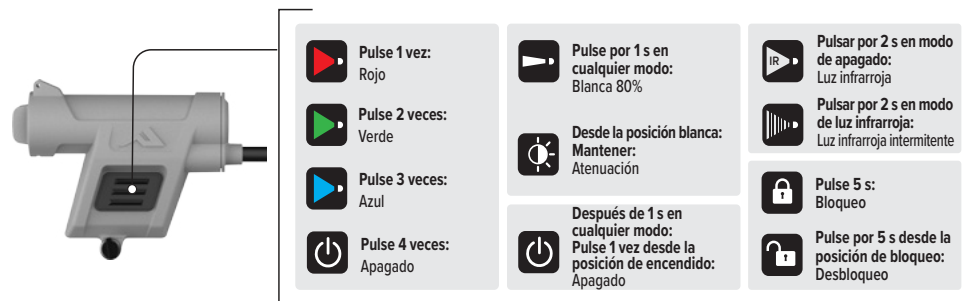 Pulse 1 vez:
Rojo
Pulse 2 veces:
Verde
Pulse 3 veces:
Azul
Pulse 4 veces:
Apagado
Pulse por 1 s en
cualquier modo:
Blanca 80%
Desde la posición blanca:
Mantener:
Atenuación
Después de 1 s en
cualquier modo:
Pulse 1 vez desde la
posición de encendido:
Apagado
IR
Pulsar por 2 s en modo
de apagado:
Luz infrarroja
Pulsar por 2 s en modo
de luz infrarroja:
Luz infrarroja intermitente
Pulse 5 s:
Bloqueo
Pulse por 5 s desde la
posición de bloqueo:
Desbloqueo